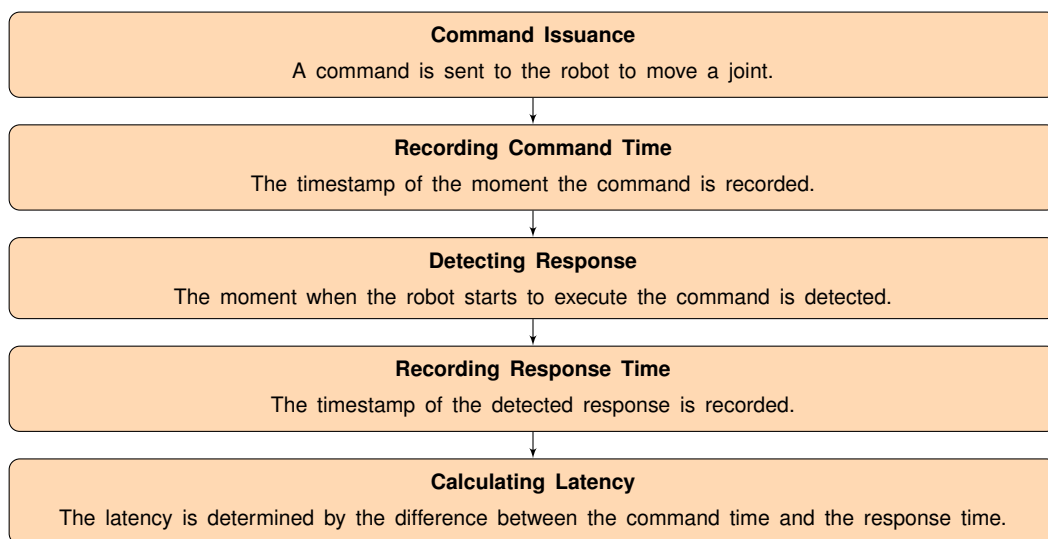 Command Issuance
A command is sent to the robot to move a joint.
Recording Command Time
The timestamp of the moment the command is recorded.
Detecting Response
The moment when the robot starts to execute the command is detected.
Recording Response Time
The timestamp of the detected response is recorded.
Calculating Latency
The latency is determined by the difference between the command time and the response time.